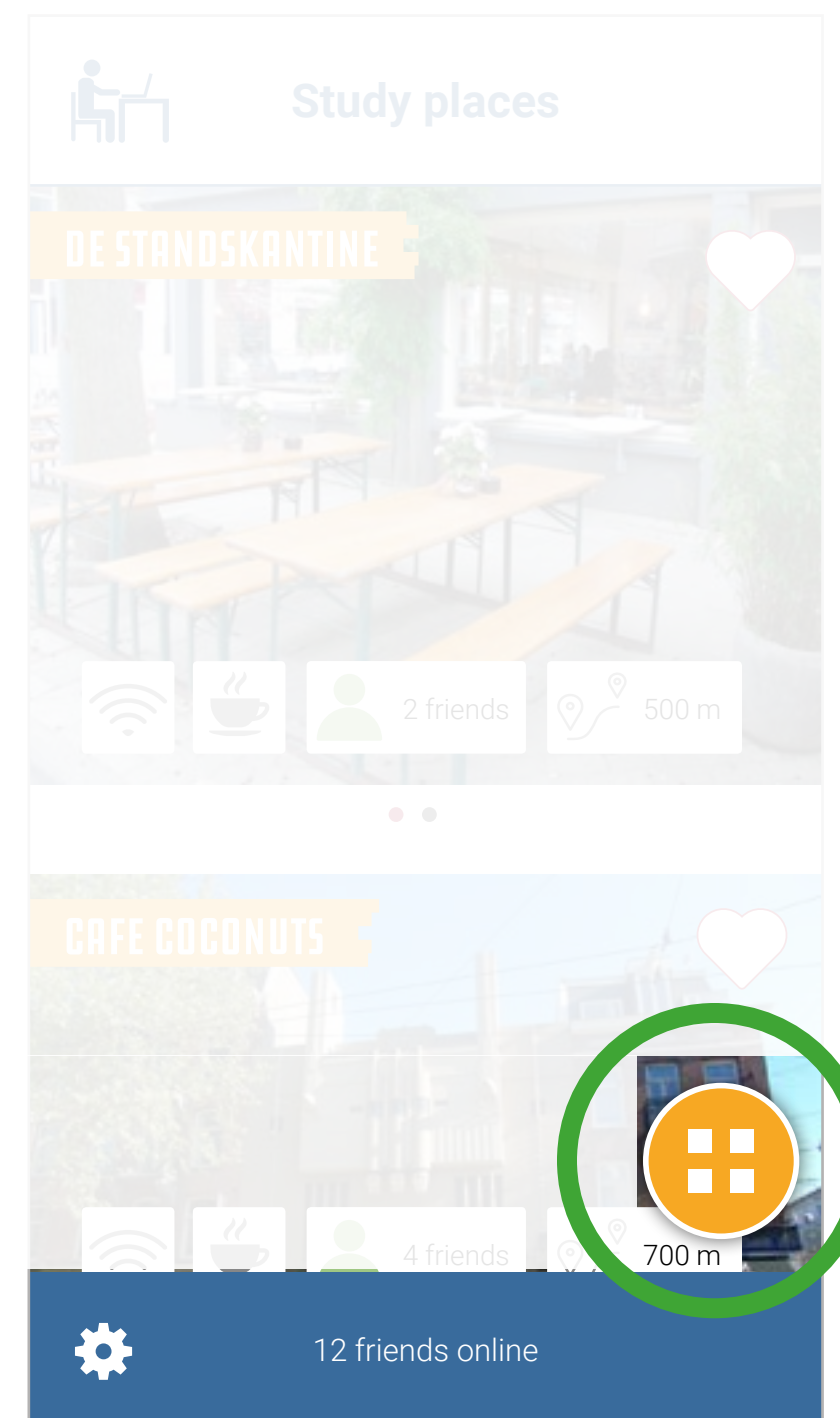 Study places
DE STANDSKANTINE
2 friends
500 m
CAFE COCONUTS
4 friends
700 m
12 friends online